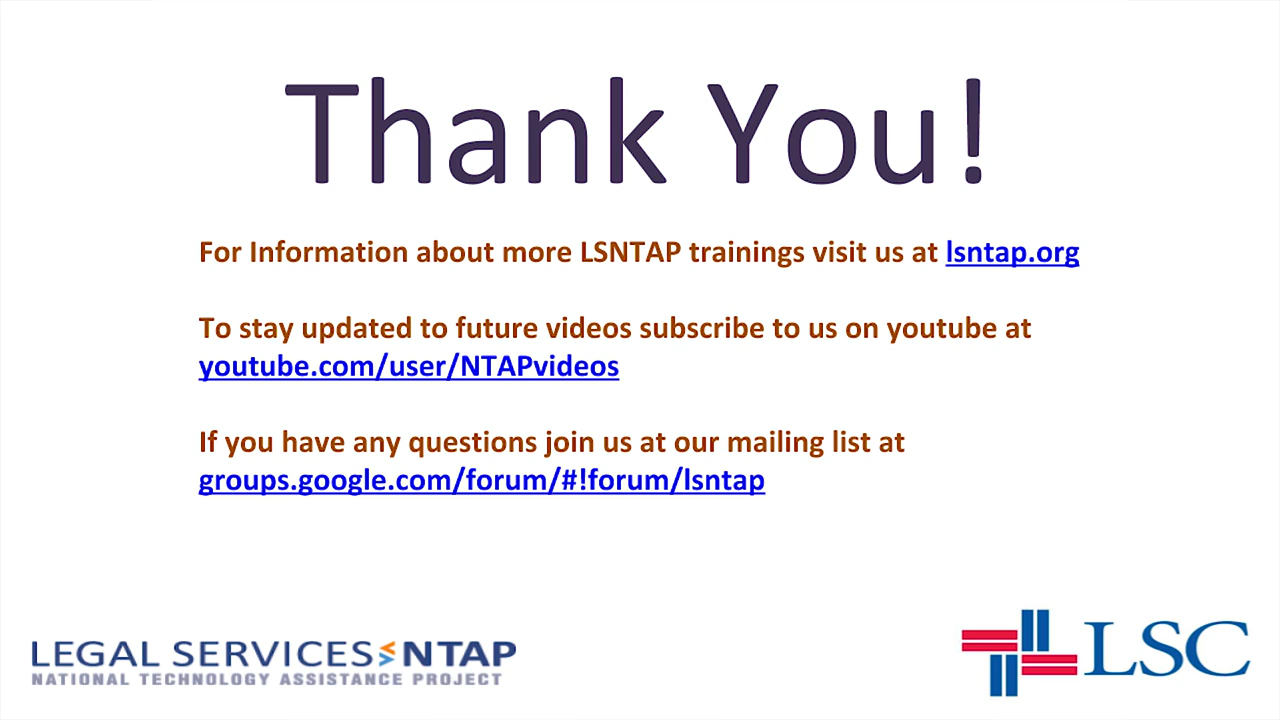 Thank You!
For Information about more LSNTAP trainings visit us at lsntap.org
To stay updated to future videos subscribe to us on youtube at
youtube.com/user/NTAPvideos
If you have any questions join us at our mailing list at
groups.google.com/forum/#!forum/lsntap
LEGAL SERVICES NTAP
NATIONAL TECHNOLOGY ASSISTANCE PROJECT
LSC